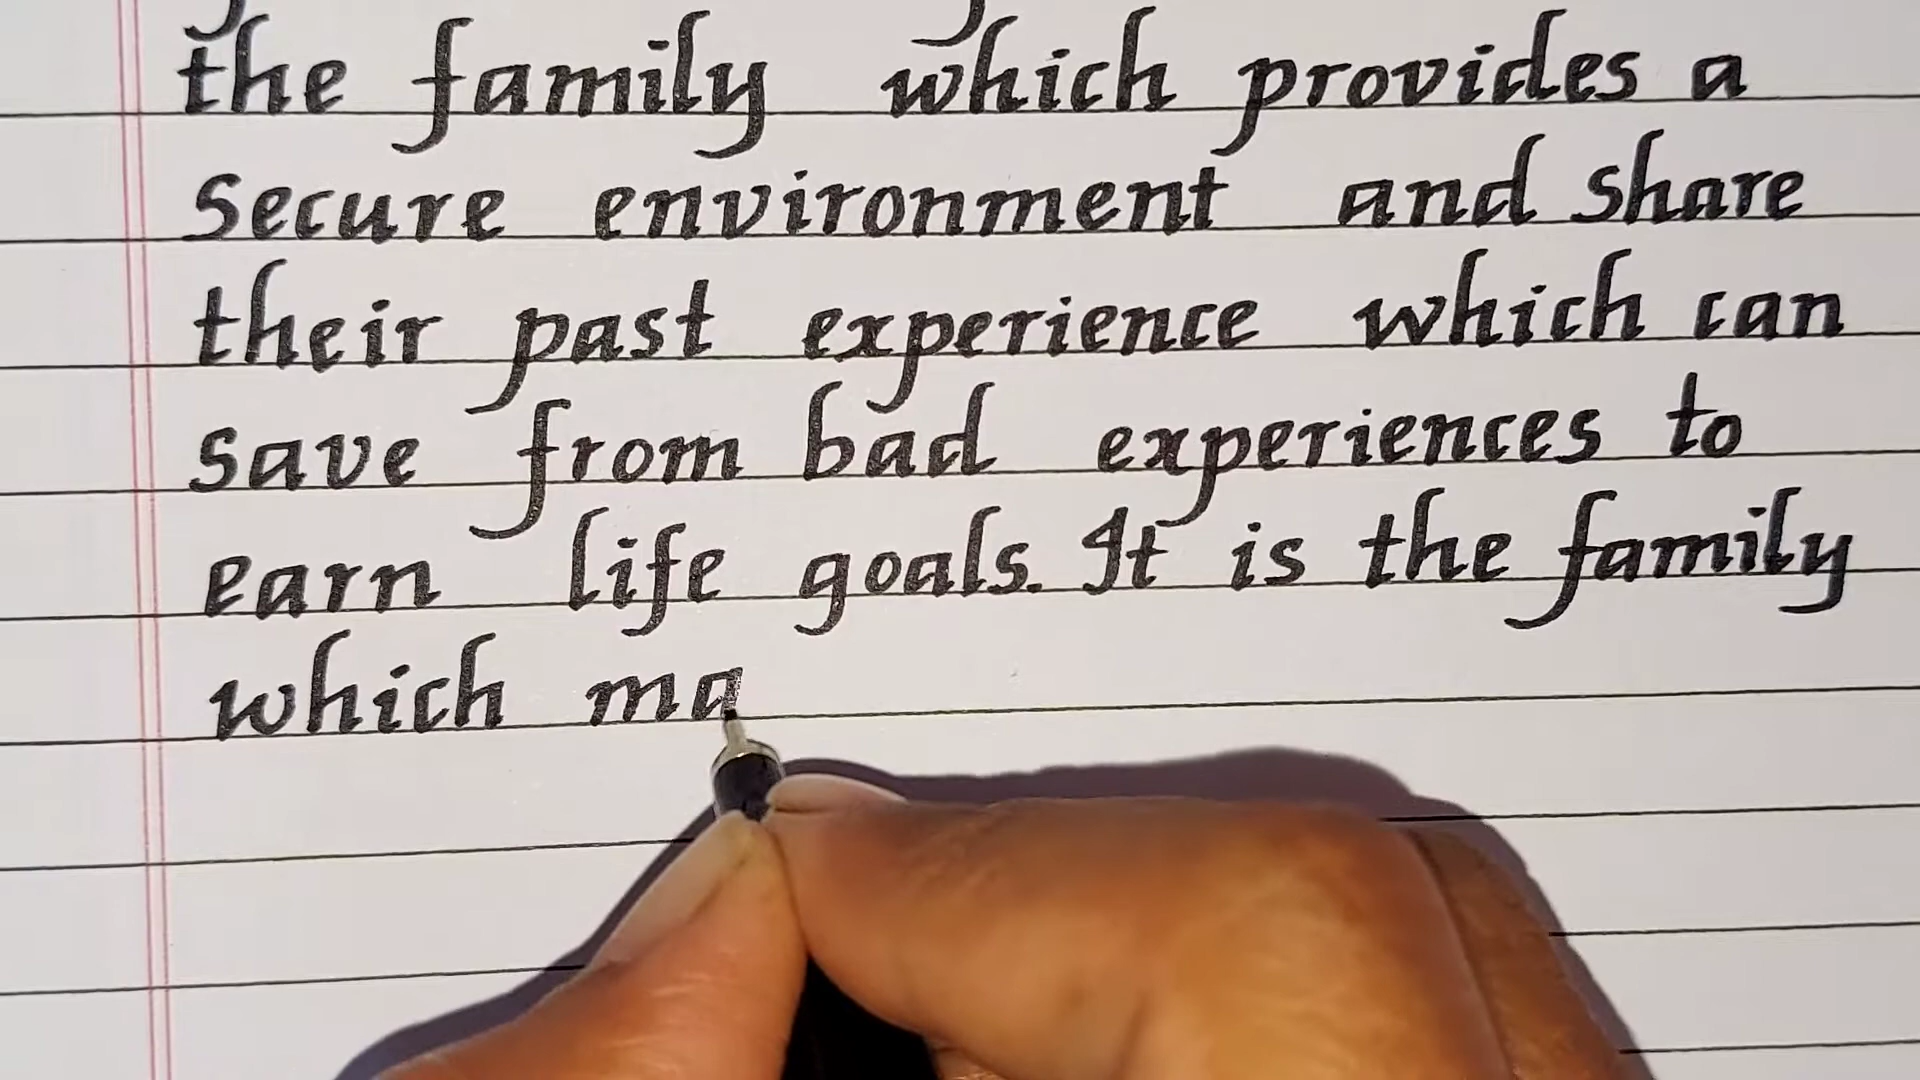 the family which provides a
secure environment and share
their past experience which can
save from bad experiences to
earn life goals. It is the family
which ma